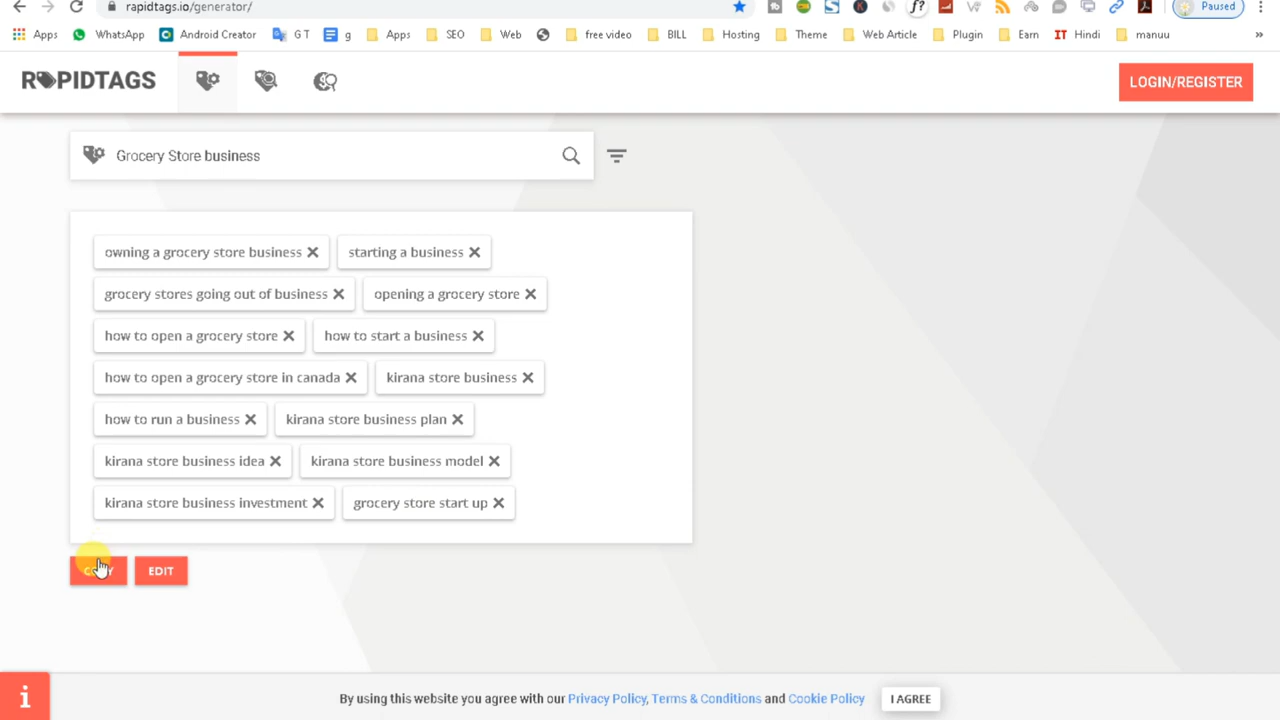 rapidtags.io/generator/
Paused
Apps WhatsApp Android Creator G T g Apps SEO Web free video BILL Hosting Theme Web Article Plugin Earn IT Hindi manuu »
RAPIDTAGS
LOGIN/REGISTER
Grocery Store business
owning a grocery store business starting a business
grocery stores going out of business opening a grocery store
how to open a grocery store how to start a business
how to open a grocery store in canada kirana store business
how to run a business kirana store business plan
kirana store business idea kirana store business model
kirana store business investment grocery store start up
COPY EDIT
By using this website you agree with our Privacy Policy, Terms & Conditions and Cookie Policy I AGREE